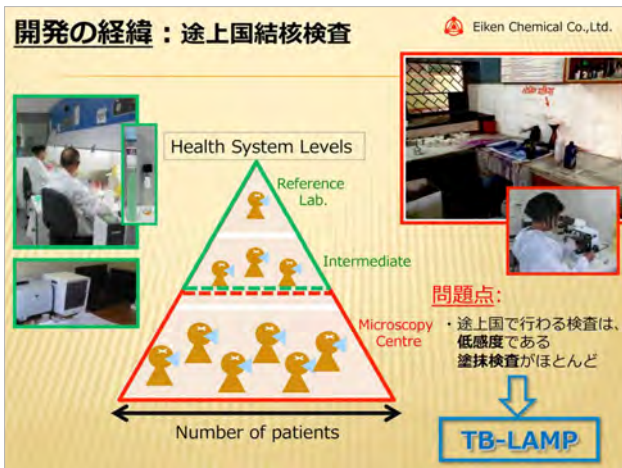 開発の経緯：途上国結核検査
Eiken Chemical Co.,Ltd.
Health System Levels
Reference
Lab.
Intermediate
Microscopy
Centre
Number of patients
問題点:
・途上国で行わる検査は、
低感度である
塗抹検査がほとんど
TB-LAMP